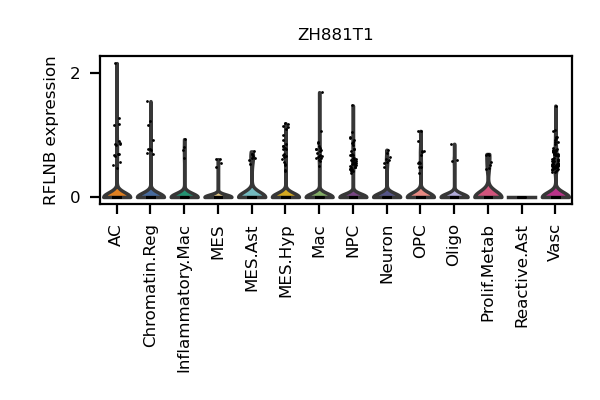 ZH881T1
RFLNB expression
2
0
AC
Chromatin.Reg
Inflammatory.Mac
MES
MES.Ast
MES.Hyp
Mac
NPC
Neuron
OPC
Oligo
Prolif.Metab
Reactive.Ast
Vasc